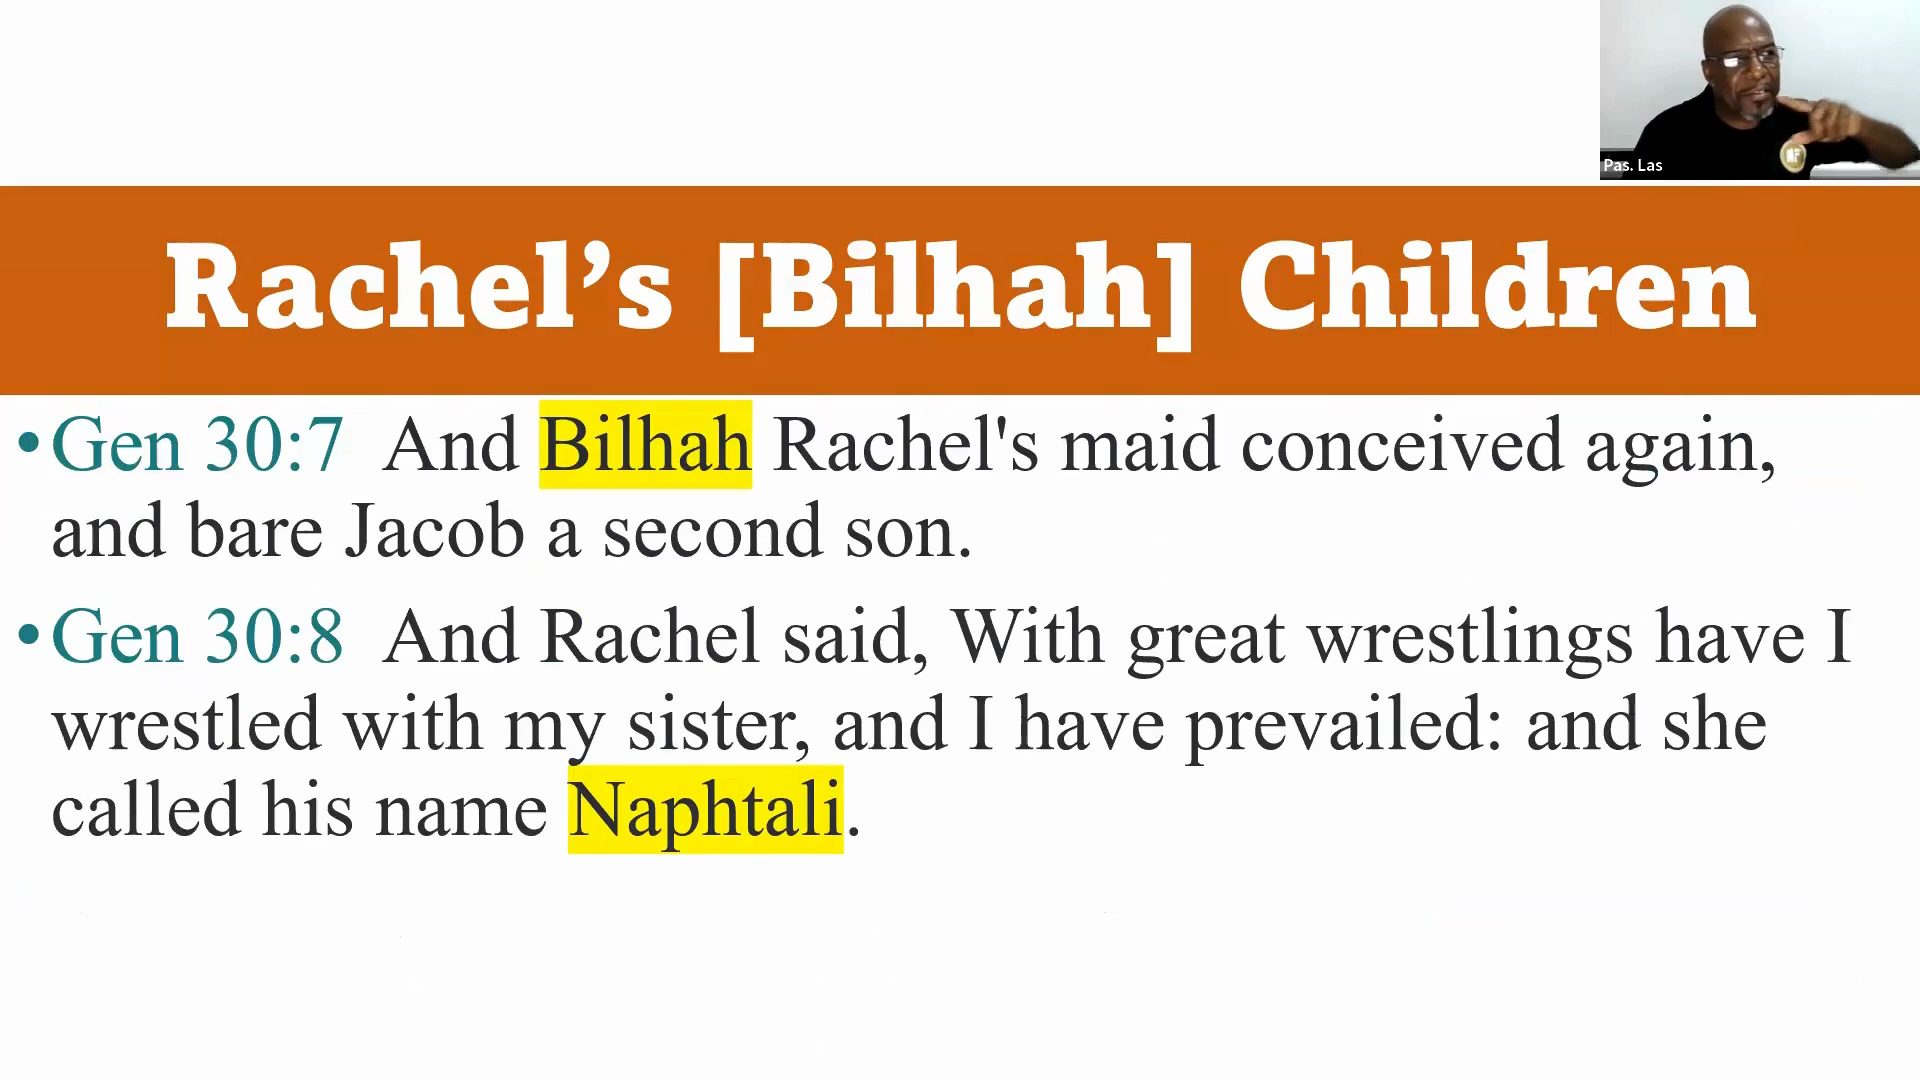 Pas. Las
Rachel’s [Bilhah] Children
•Gen 30:7 And Bilhah Rachel's maid conceived again,
and bare Jacob a second son.
•Gen 30:8 And Rachel said, With great wrestlings have I
wrestled with my sister, and I have prevailed: and she
called his name Naphtali.